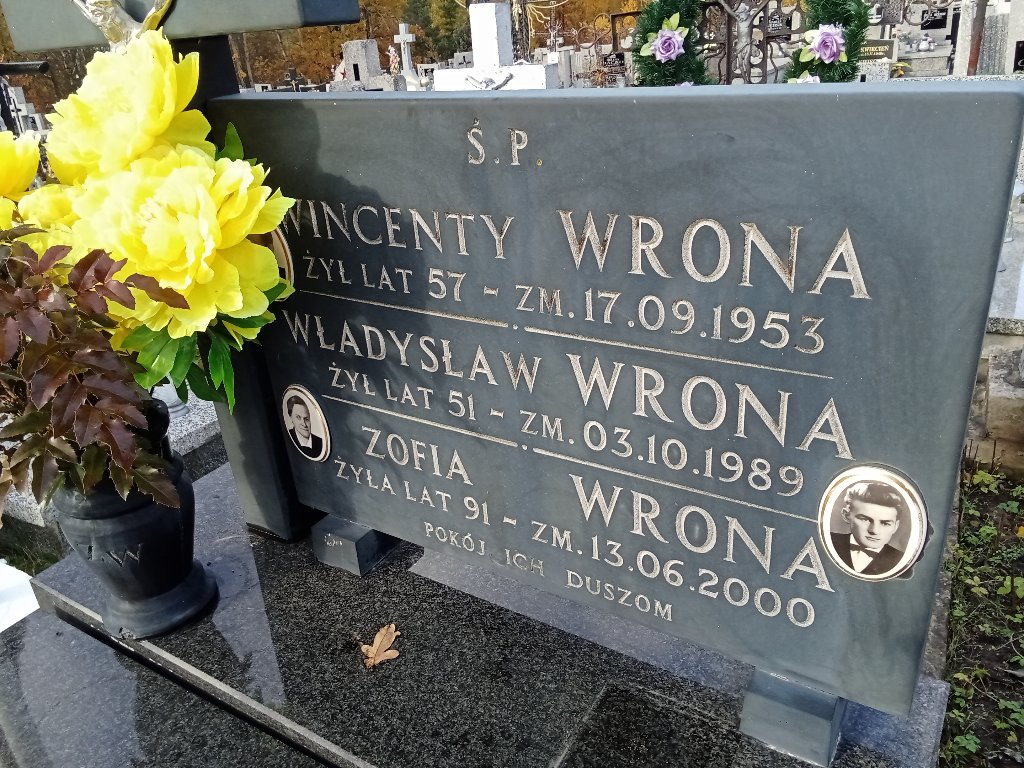 Ś.P.
WINCENTY WRONA
ŻYŁ LAT 57 - ZM. 17.09.1953
WŁADYSŁAW WRONA
ŻYŁ LAT 51 - ZM. 03.10.1989
ZOFIA WRONA
ŻYŁA LAT 91 - ZM. 13.06.2000
POKÓJ ICH DUSZOM
W
KWIECIEŃ